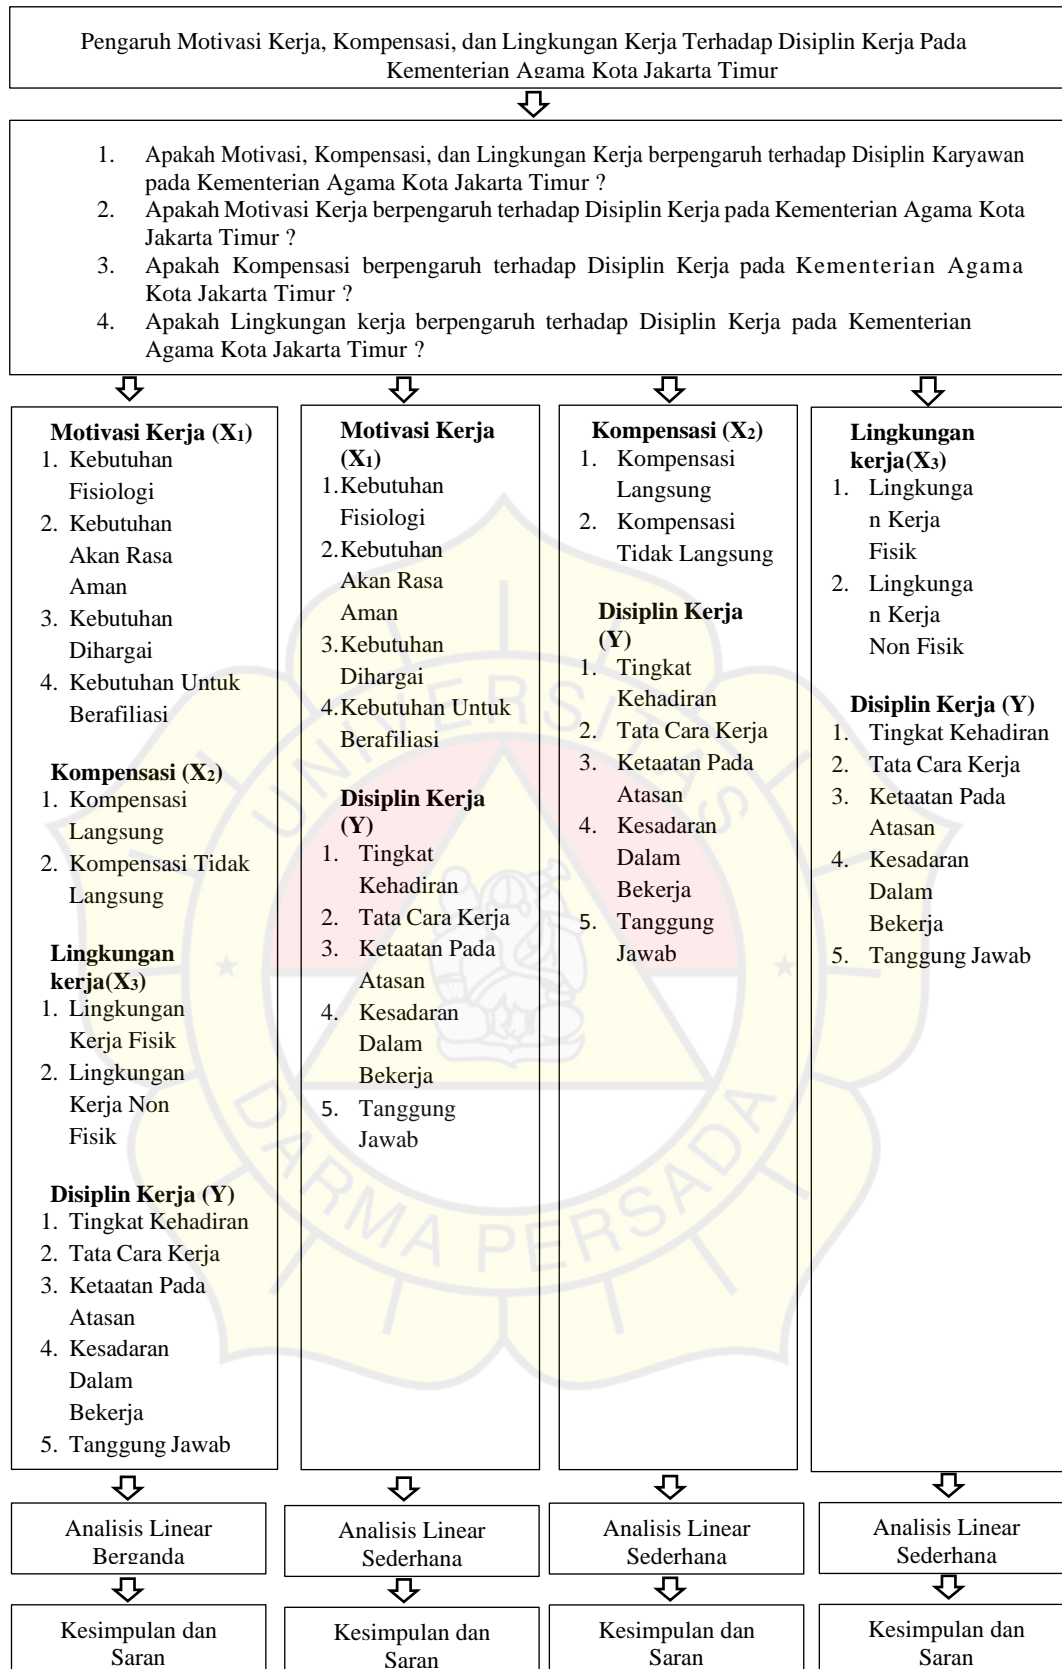 Pengaruh Motivasi Kerja, Kompensasi, dan Lingkungan Kerja Terhadap Disiplin Kerja Pada
Kementerian Agama Kota Jakarta Timur
1. Apakah Motivasi, Kompensasi, dan Lingkungan Kerja berpengaruh terhadap Disiplin Karyawan
pada Kementerian Agama Kota Jakarta Timur ?
2. Apakah Motivasi Kerja berpengaruh terhadap Disiplin Kerja pada Kementerian Agama Kota
Jakarta Timur ?
3. Apakah Kompensasi berpengaruh terhadap Disiplin Kerja pada Kementerian Agama
Kota Jakarta Timur ?
4. Apakah Lingkungan kerja berpengaruh terhadap Disiplin Kerja pada Kementerian
Agama Kota Jakarta Timur ?
Motivasi Kerja (X1)
1. Kebutuhan
Fisiologi
2. Kebutuhan
Akan Rasa
Aman
3. Kebutuhan
Dihargai
4. Kebutuhan Untuk
Berafiliasi
Kompensasi (X2)
1. Kompensasi
Langsung
2. Kompensasi Tidak
Langsung
Lingkungan
kerja(X3)
1. Lingkungan
Kerja Fisik
2. Lingkungan
Kerja Non
Fisik
Disiplin Kerja (Y)
1. Tingkat Kehadiran
2. Tata Cara Kerja
3. Ketaatan Pada
Atasan
4. Kesadaran
Dalam
Bekerja
5. Tanggung Jawab
Analisis Linear
Berganda
Kesimpulan dan
Saran
Motivasi Kerja
(X1)
1.Kebutuhan
Fisiologi
2.Kebutuhan
Akan Rasa
Aman
3.Kebutuhan
Dihargai
4.Kebutuhan Untuk
Berafiliasi
Disiplin Kerja
(Y)
1. Tingkat
Kehadiran
2. Tata Cara Kerja
3. Ketaatan Pada
Atasan
4. Kesadaran
Dalam
Bekerja
5. Tanggung
Jawab
Analisis Linear
Sederhana
Kesimpulan dan
Saran
Kompensasi (X2)
1. Kompensasi
Langsung
2. Kompensasi
Tidak Langsung
Disiplin Kerja
(Y)
1. Tingkat
Kehadiran
2. Tata Cara Kerja
3. Ketaatan Pada
Atasan
4. Kesadaran
Dalam
Bekerja
5. Tanggung
Jawab
Analisis Linear
Sederhana
Kesimpulan dan
Saran
Lingkungan
kerja(X3)
1. Lingkunga
n Kerja
Fisik
2. Lingkunga
n Kerja
Non Fisik
Disiplin Kerja (Y)
1. Tingkat Kehadiran
2. Tata Cara Kerja
3. Ketaatan Pada
Atasan
4. Kesadaran
Dalam
Bekerja
5. Tanggung Jawab
Analisis Linear
Sederhana
Kesimpulan dan
Saran
UNIVERSITAS
DARMA PERSADA